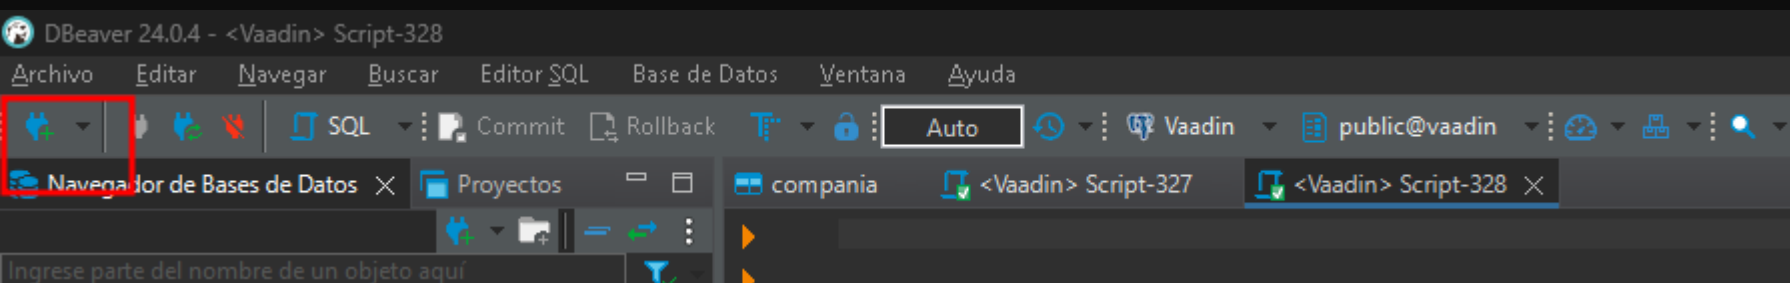 DBeaver 24.0.4 - <Vaadin> Script-328
Archivo Editar Navegar Buscar Editor SQL Base de Datos Ventana Ayuda
SQL Commit Rollback Auto Vaadin public@vaadin
Navegador de Bases de Datos Proyectos compania <Vaadin> Script-327 <Vaadin> Script-328
Ingrese parte del nombre de un objeto aquí